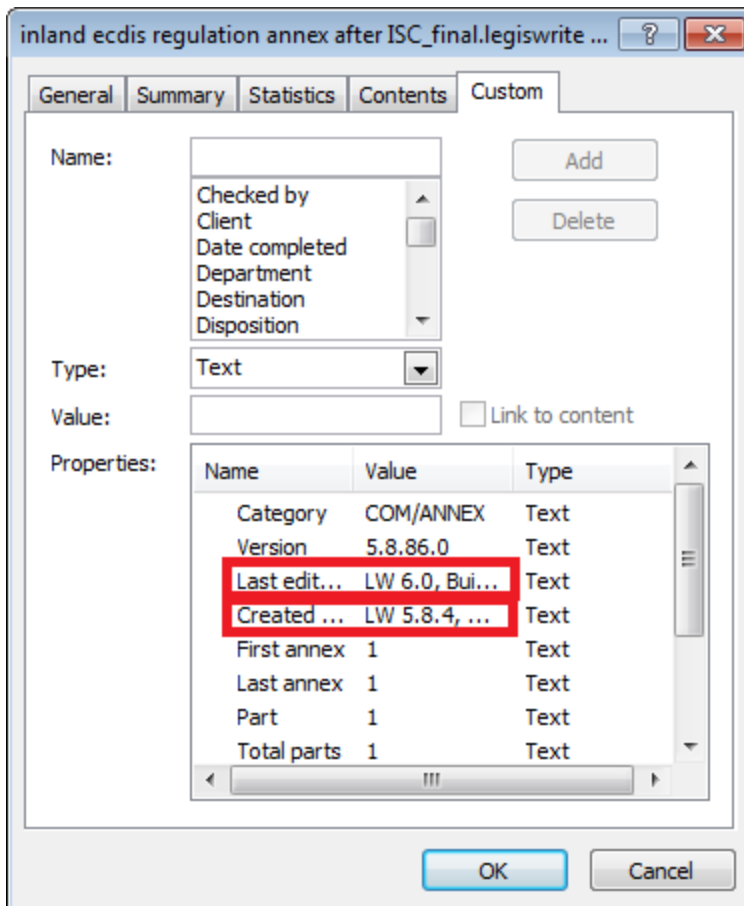 inland ecdis regulation annex after ISC_final.legiswrite ...
General Summary Statistics Contents Custom
Name:
Add
Checked by
Client
Delete
Date completed
Department
Destination
Disposition
Type: Text
Value: Link to content
Properties: Name Value Type
Category COM/ANNEX Text
Version 5.8.86.0 Text
Last edit... LW 6.0, Bui... Text
Created ... LW 5.8.4, ... Text
First annex 1 Text
Last annex 1 Text
Part 1 Text
Total parts 1 Text
OK Cancel